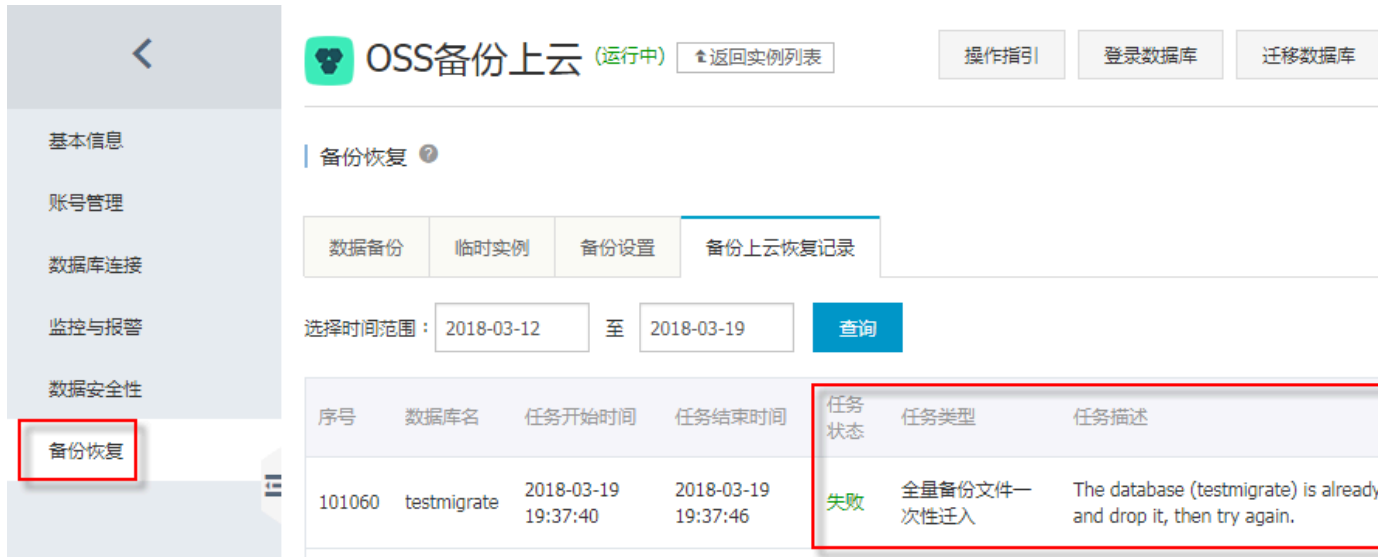 OSS备份上云 (运行中) 返回实例列表 操作指引 登录数据库 迁移数据库
基本信息
账号管理
数据库连接
监控与报警
数据安全性
备份恢复
备份恢复
数据备份 临时实例 备份设置 备份上云恢复记录
选择时间范围： 2018-03-12 至 2018-03-19 查询
序号 数据库名 任务开始时间 任务结束时间 任务状态 任务类型 任务描述
101060 testmigrate 2018-03-19 19:37:40 2018-03-19 19:37:46 失败 全量备份文件一次性迁入 The database (testmigrate) is already
and drop it, then try again.